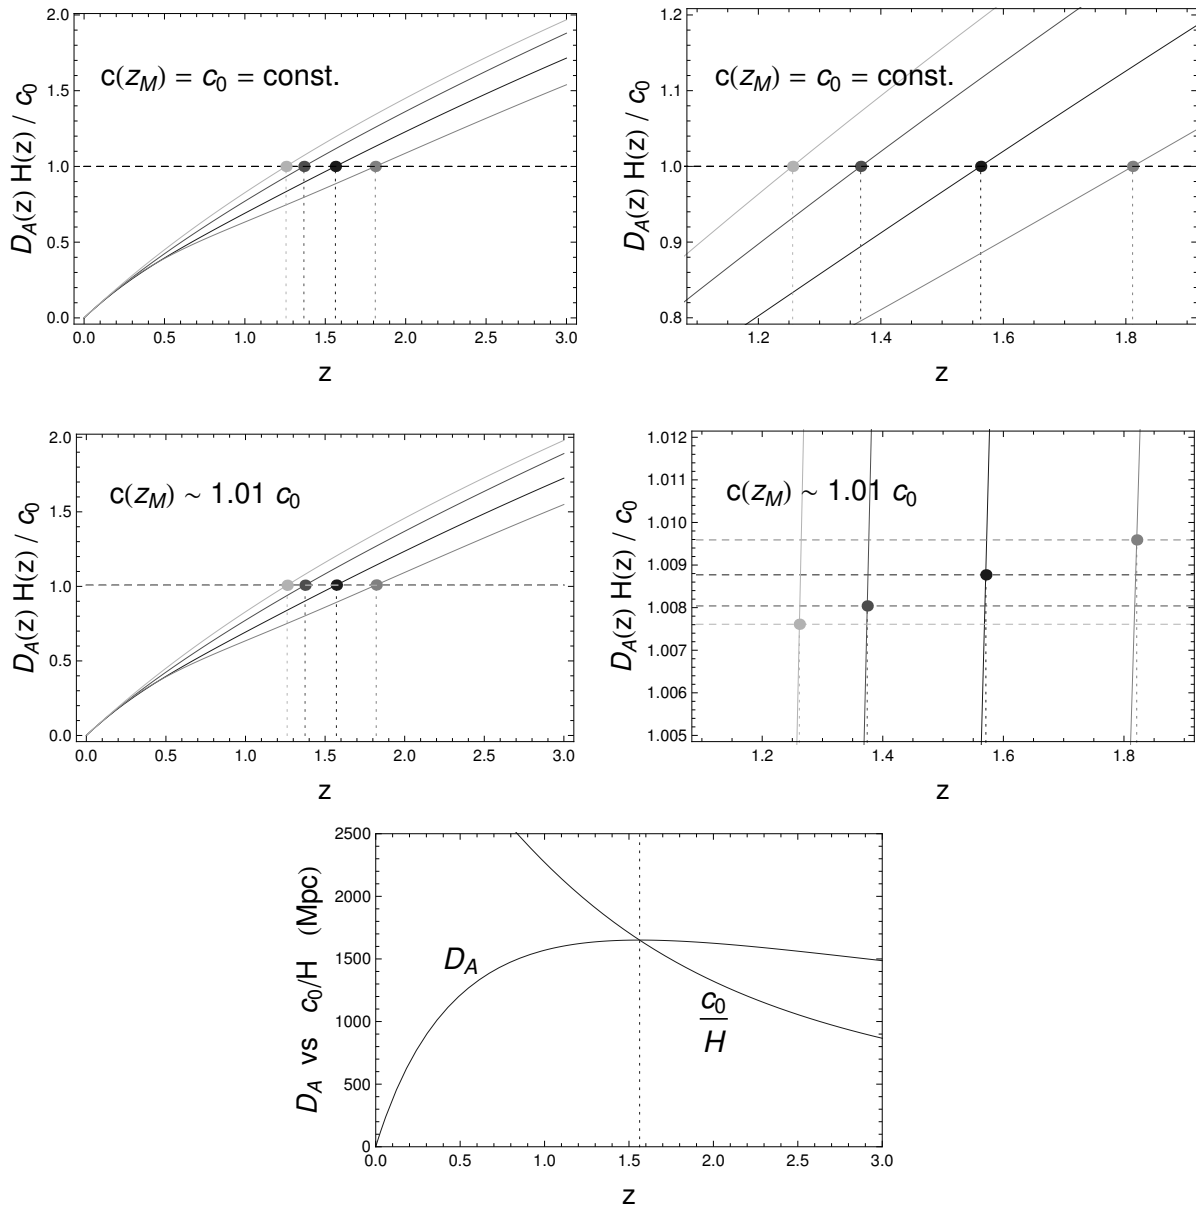 c(z_M) = c_0 = const.
D_A(z) H(z) / c_0
2.0
1.5
1.0
0.5
0.0
0.0 0.5 1.0 1.5 2.0 2.5 3.0
z
c(z_M) = c_0 = const.
D_A(z) H(z) / c_0
1.2
1.1
1.0
0.9
0.8
1.2 1.4 1.6 1.8
z
c(z_M) ~ 1.01 c_0
D_A(z) H(z) / c_0
2.0
1.5
1.0
0.5
0.0
0.0 0.5 1.0 1.5 2.0 2.5 3.0
z
c(z_M) ~ 1.01 c_0
D_A(z) H(z) / c_0
1.012
1.011
1.010
1.009
1.008
1.007
1.006
1.005
1.2 1.4 1.6 1.8
z
D_A vs c_0/H (Mpc)
2500
2000
1500
1000
500
0
D_A
c_0
H
0.0 0.5 1.0 1.5 2.0 2.5 3.0
z